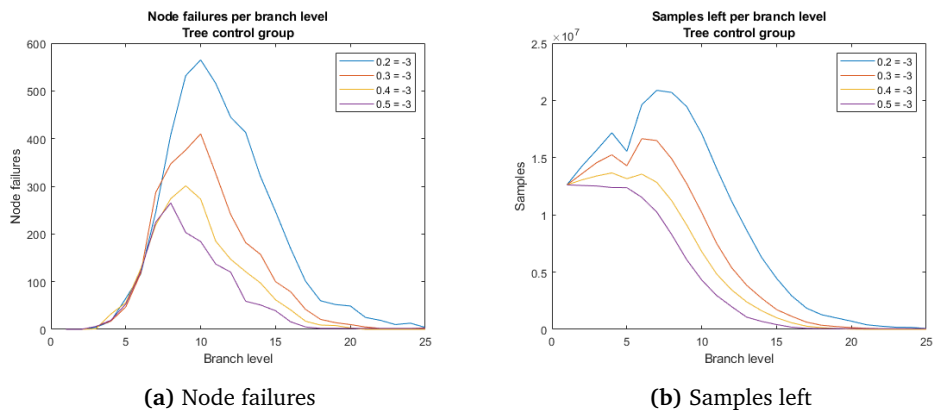 Node failures per branch level
Tree control group
600
500
400
300
200
100
0
0
5
10
15
20
25
Node failures
Branch level
0.2 = -3
0.3 = -3
0.4 = -3
0.5 = -3
(a) Node failures
Samples left per branch level
Tree control group
×10⁷
2.5
2
1.5
1
0.5
0
0
5
10
15
20
25
Samples
Branch level
0.2 = -3
0.3 = -3
0.4 = -3
0.5 = -3
(b) Samples left